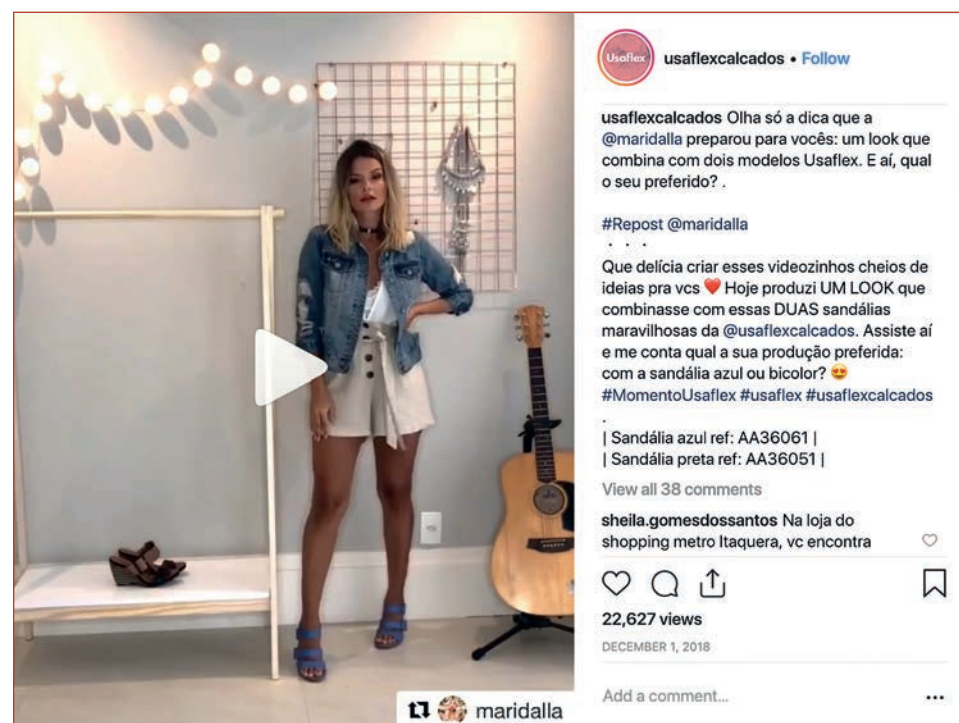 Usaflex
usaflexcalcados • Follow
usaflexcalcados Olha só a dica que a
@maridalla preparou para vocês: um look que
combina com dois modelos Usaflex. E aí, qual
o seu preferido? .
#Repost @maridalla
・・・
Que delícia criar esses videozinhos cheios de
ideias pra vcs ❤️ Hoje produzi UM LOOK que
combinasse com essas DUAS sandálias
maravilhosas da @usaflexcalcados. Assiste aí
e me conta qual a sua produção preferida:
com a sandália azul ou bicolor? 😍
#MomentoUsaflex #usaflex #usaflexcalcados
.
| Sandália azul ref: AA36061 |
| Sandália preta ref: AA36051 |
View all 38 comments
sheila.gomesdossantos Na loja do
shopping metro Itaquera, vc encontra
22,627 views
DECEMBER 1, 2018
Add a comment...
maridalla